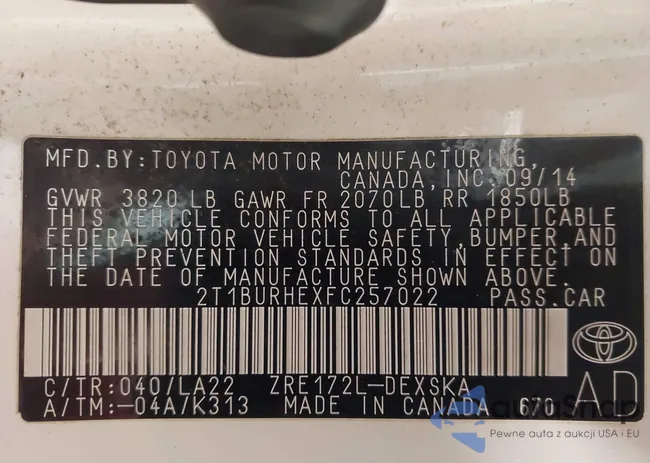 MFD.BY:TOYOTA MOTOR MANUFACTURING,
CANADA,INC.09/14
GVWR 3820 LB GAWR FR 2070LB RR 1850LB
THIS VEHICLE CONFORMS TO ALL APPLICABLE
FEDERAL MOTOR VEHICLE SAFETY,BUMPER,AND
THEFT PREVENTION STANDARDS IN EFFECT ON
THE DATE OF MANUFACTURE SHOWN ABOVE.
2T1BURHEXFC257022 PASS.CAR
C/TR:040/LA22 ZRE172L-DEXSKA
A/TM:-04A/K313 MADE IN CANADA 670
AD
Pewne auta z aukcji USA i EU